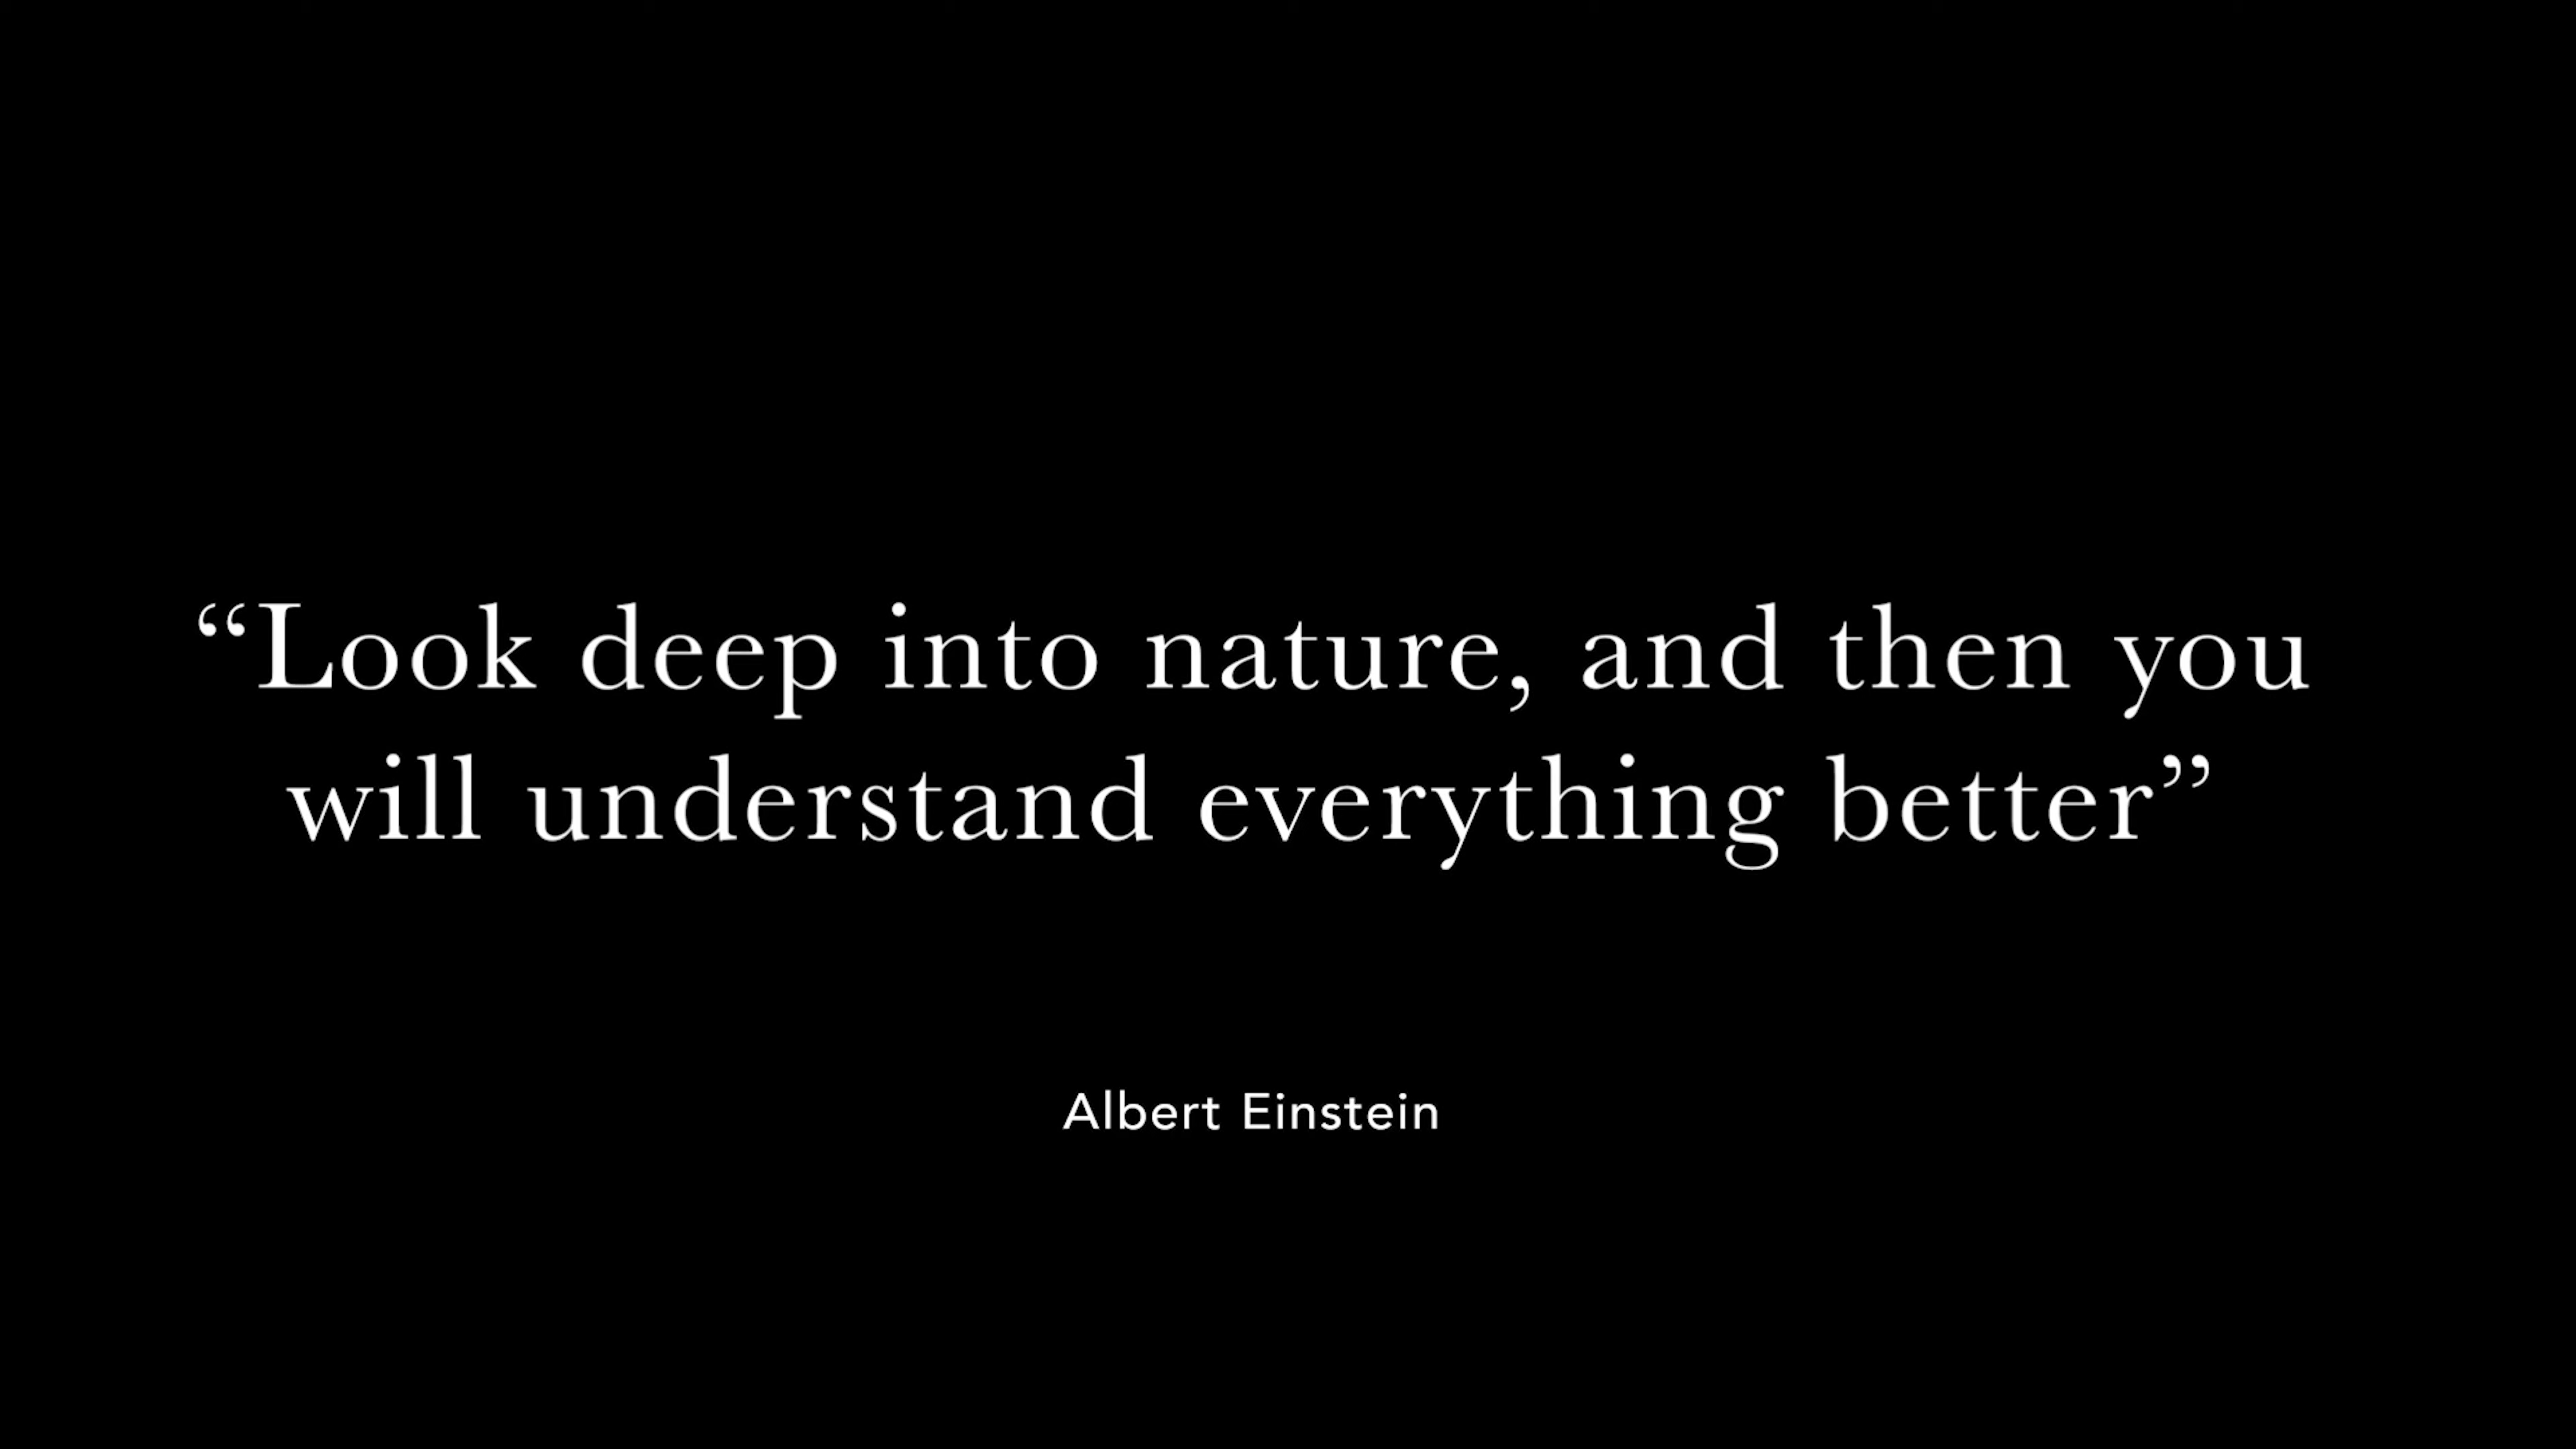 “Look deep into nature, and then you
will understand everything better”
Albert Einstein